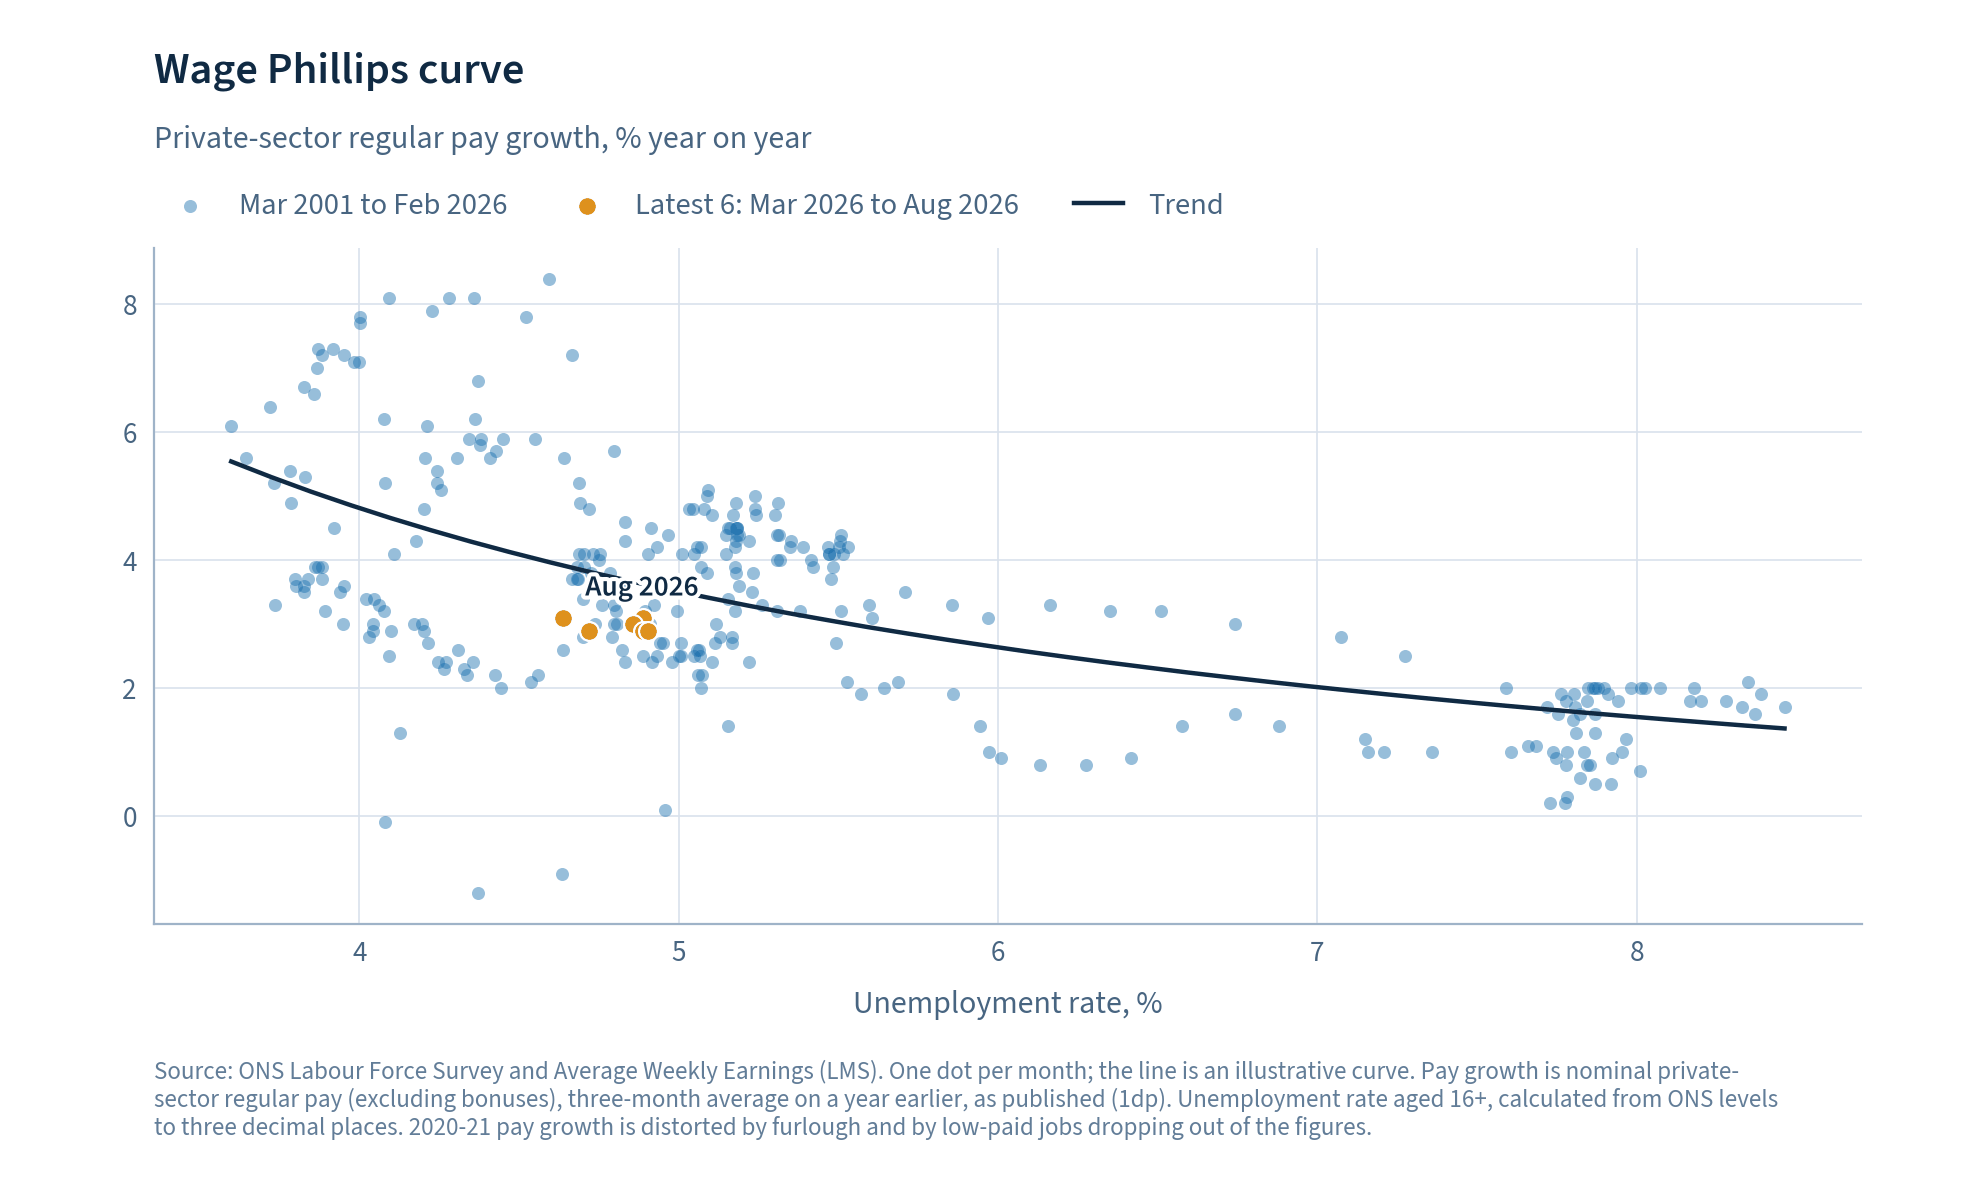 Wage Phillips curve
Private-sector regular pay growth, % year on year
Mar 2001 to Feb 2026 Latest 6: Mar 2026 to Aug 2026 Trend
8
6
4
2
0
Aug 2026
4 5 6 7 8
Unemployment rate, %
Source: ONS Labour Force Survey and Average Weekly Earnings (LMS). One dot per month; the line is an illustrative curve. Pay growth is nominal private-
sector regular pay (excluding bonuses), three-month average on a year earlier, as published (1dp). Unemployment rate aged 16+, calculated from ONS levels
to three decimal places. 2020-21 pay growth is distorted by furlough and by low-paid jobs dropping out of the figures.